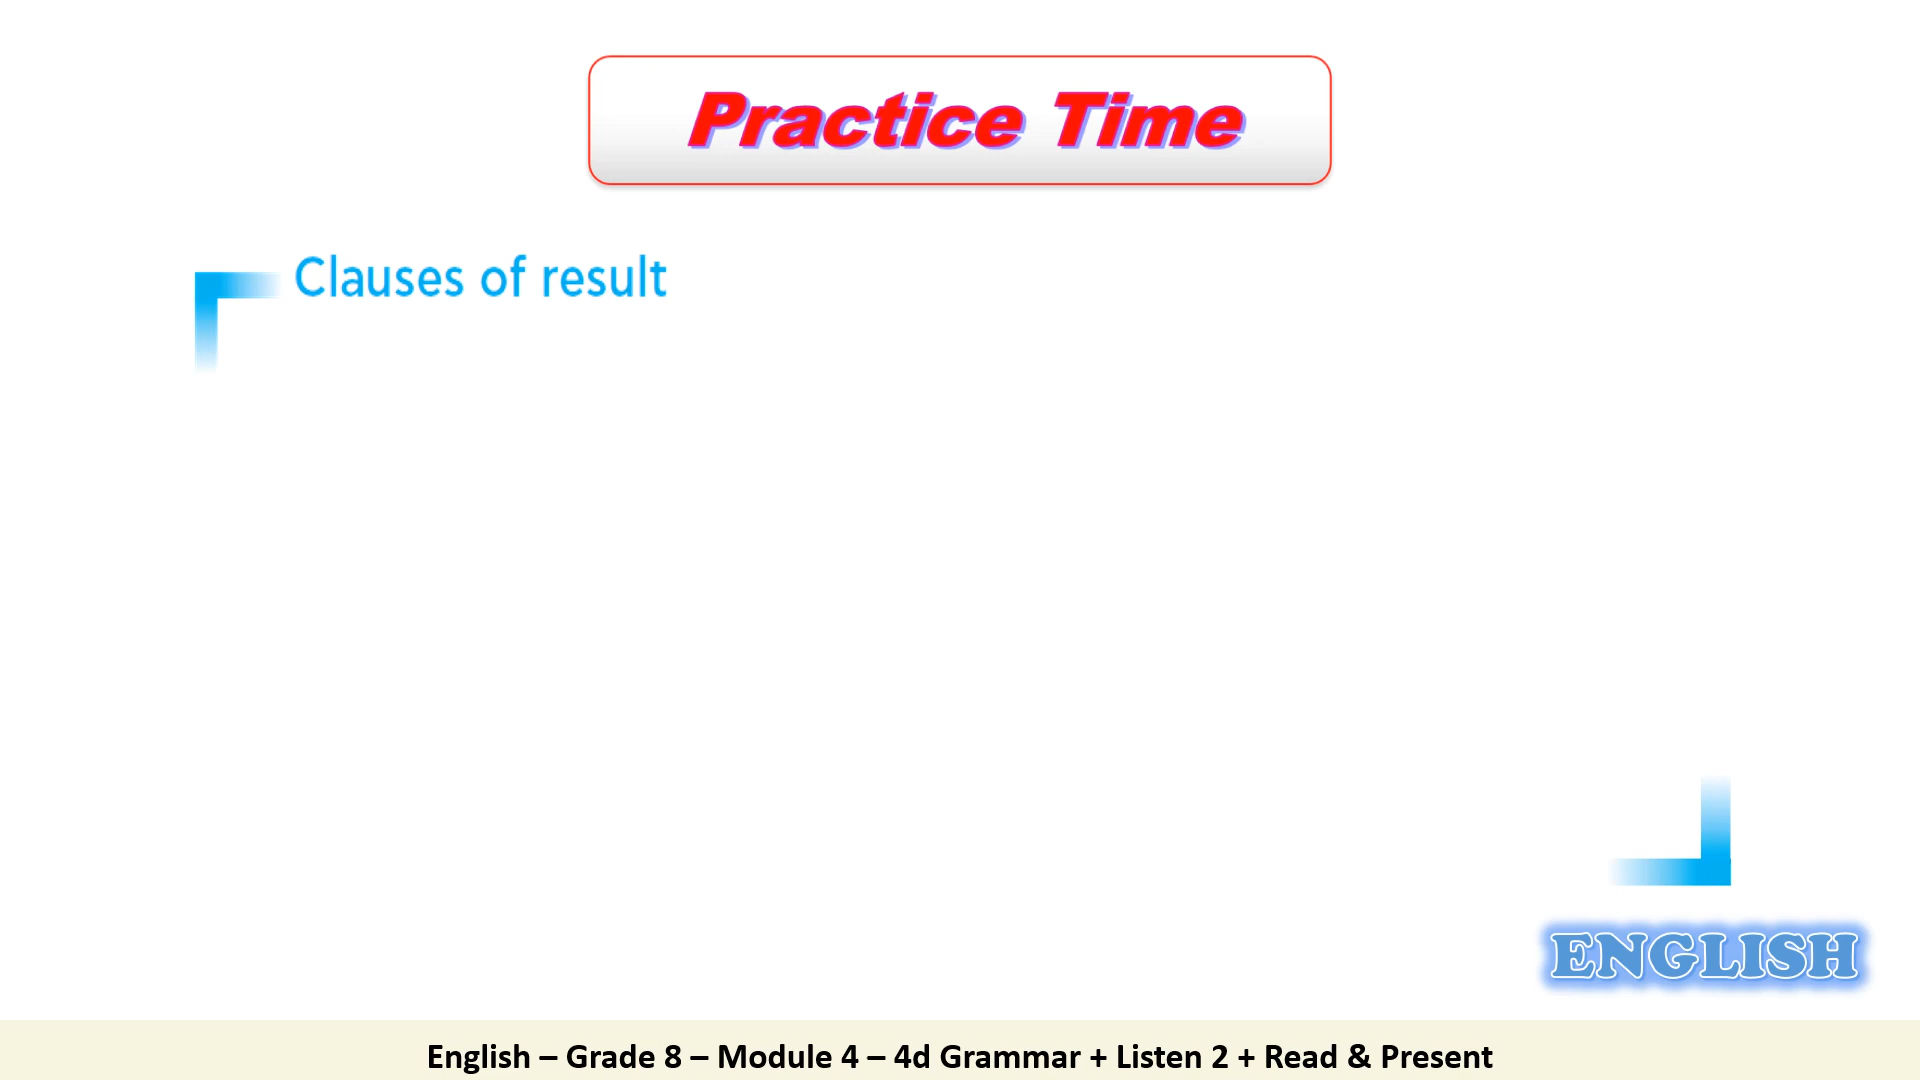 Practice Time
Clauses of result
ENGLISH
English – Grade 8 – Module 4 – 4d Grammar + Listen 2 + Read & Present